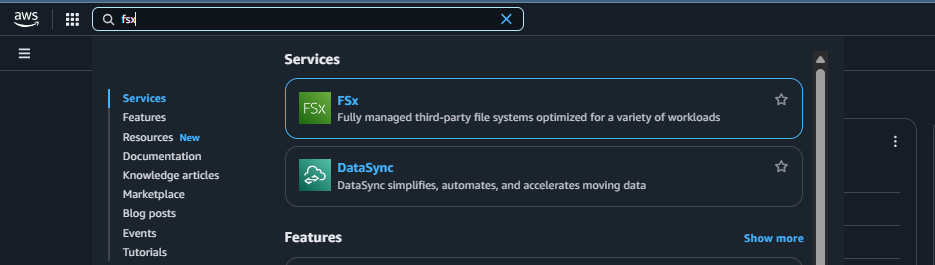 aws
fsx
Services
Services
Features
Resources New
Documentation
Knowledge articles
Marketplace
Blog posts
Events
Tutorials
FSx
FSx
Fully managed third-party file systems optimized for a variety of workloads
DataSync
DataSync simplifies, automates, and accelerates moving data
Features
Show more